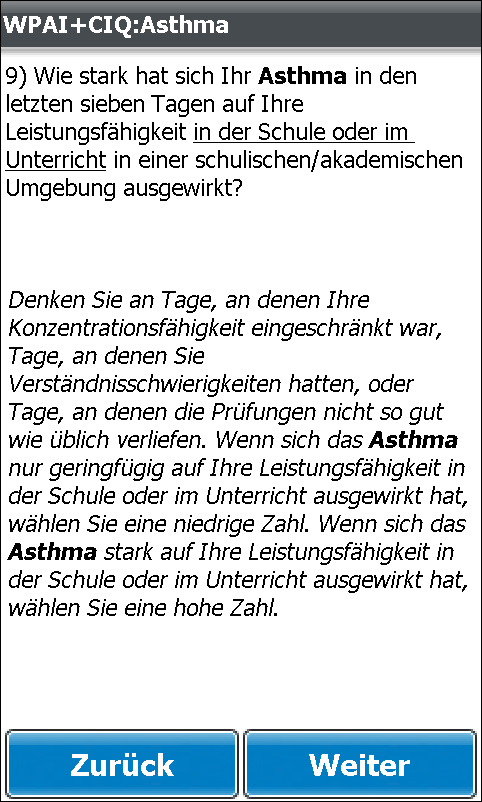 WPAI+CIQ:Asthma
9) Wie stark hat sich Ihr Asthma in den
letzten sieben Tagen auf Ihre
Leistungsfähigkeit in der Schule oder im
Unterricht in einer schulischen/akademischen
Umgebung ausgewirkt?
Denken Sie an Tage, an denen Ihre
Konzentrationsfähigkeit eingeschränkt war,
Tage, an denen Sie
Verständnisschwierigkeiten hatten, oder
Tage, an denen die Prüfungen nicht so gut
wie üblich verliefen. Wenn sich das Asthma
nur geringfügig auf Ihre Leistungsfähigkeit in
der Schule oder im Unterricht ausgewirkt hat,
wählen Sie eine niedrige Zahl. Wenn sich das
Asthma stark auf Ihre Leistungsfähigkeit in
der Schule oder im Unterricht ausgewirkt hat,
wählen Sie eine hohe Zahl.
Zurück
Weiter